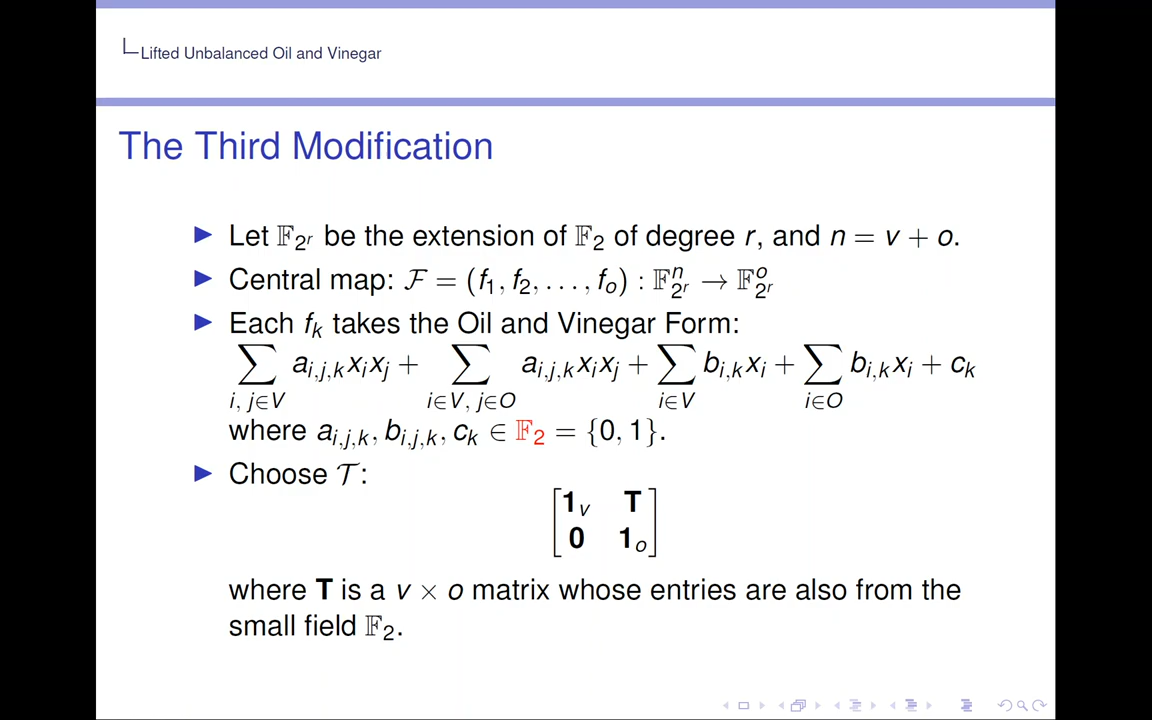 Lifted Unbalanced Oil and Vinegar
The Third Modification
▶ Let 𝔽_{2^r} be the extension of 𝔽_2 of degree r, and n = v + o.
▶ Central map: ℱ = (f_1, f_2, . . . , f_o) : 𝔽^n_{2^r} → 𝔽^o_{2^r}
▶ Each f_k takes the Oil and Vinegar Form:
∑_{i, j∈V} a_{i,j,k}x_ix_j + ∑_{i∈V, j∈O} a_{i,j,k}x_ix_j + ∑_{i∈V} b_{i,k}x_i + ∑_{i∈O} b_{i,k}x_i + c_k
where a_{i,j,k}, b_{i,j,k}, c_k ∈ 𝔽_2 = {0, 1}.
▶ Choose 𝒯:
[1_v T
0 1_o]
where T is a v × o matrix whose entries are also from the
small field 𝔽_2.